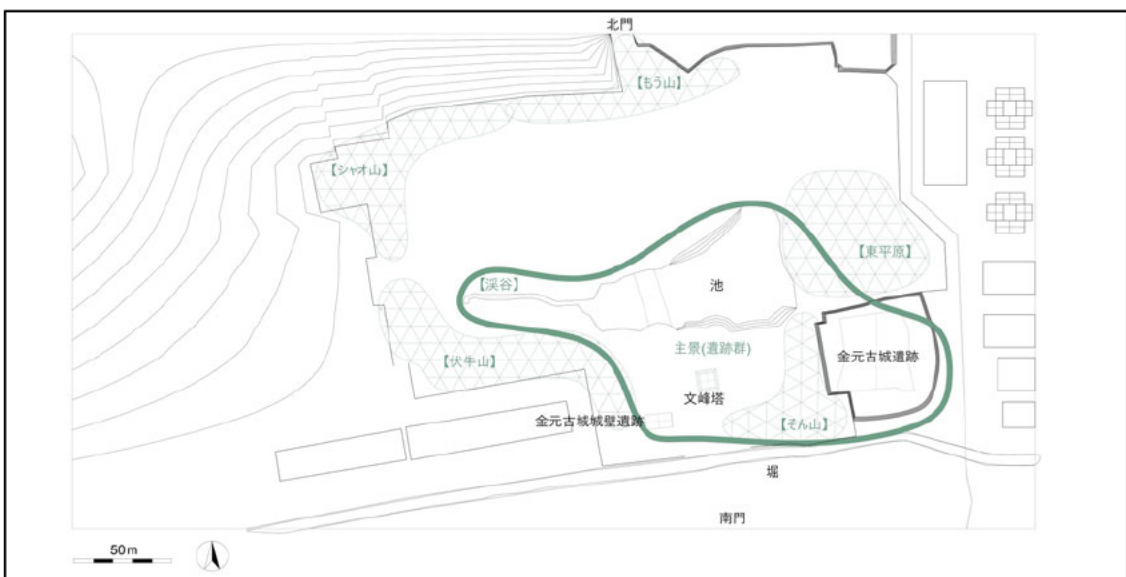 北門
【もう山】
【シャオ山】
【東平原】
【渓谷】
池
主景(遺跡群)
金元古城遺跡
【伏牛山】
文峰塔
金元古城城壁遺跡
【そん山】
堀
南門
50m